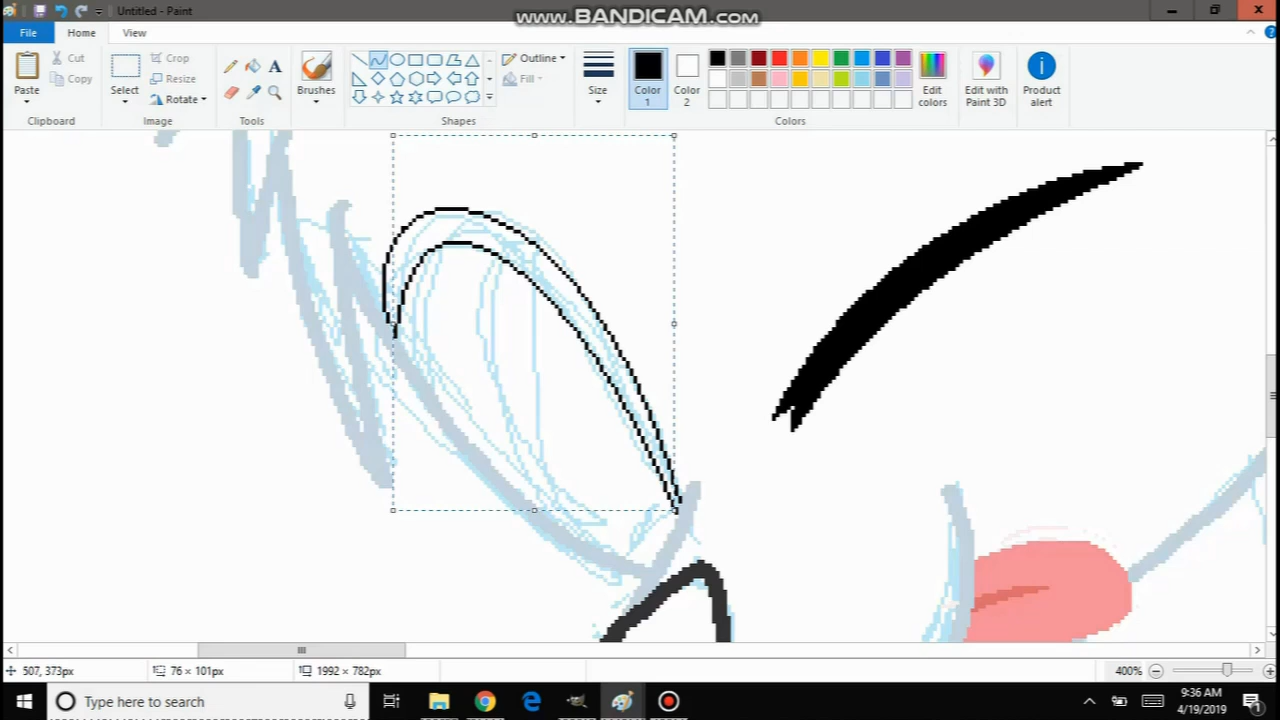 Untitled - Paint
www.BANDICAM.com
File Home View
Cut
Copy
Paste
Clipboard
Crop
Resize
Rotate
Select
Image
A
Tools
Brushes
Outline
Fill
Shapes
Size
Color 1
Color 2
Edit colors
Colors
Edit with Paint 3D
Product alert
507, 373px
76 × 101px
1992 × 782px
400%
Type here to search
9:36 AM
4/19/2019
1